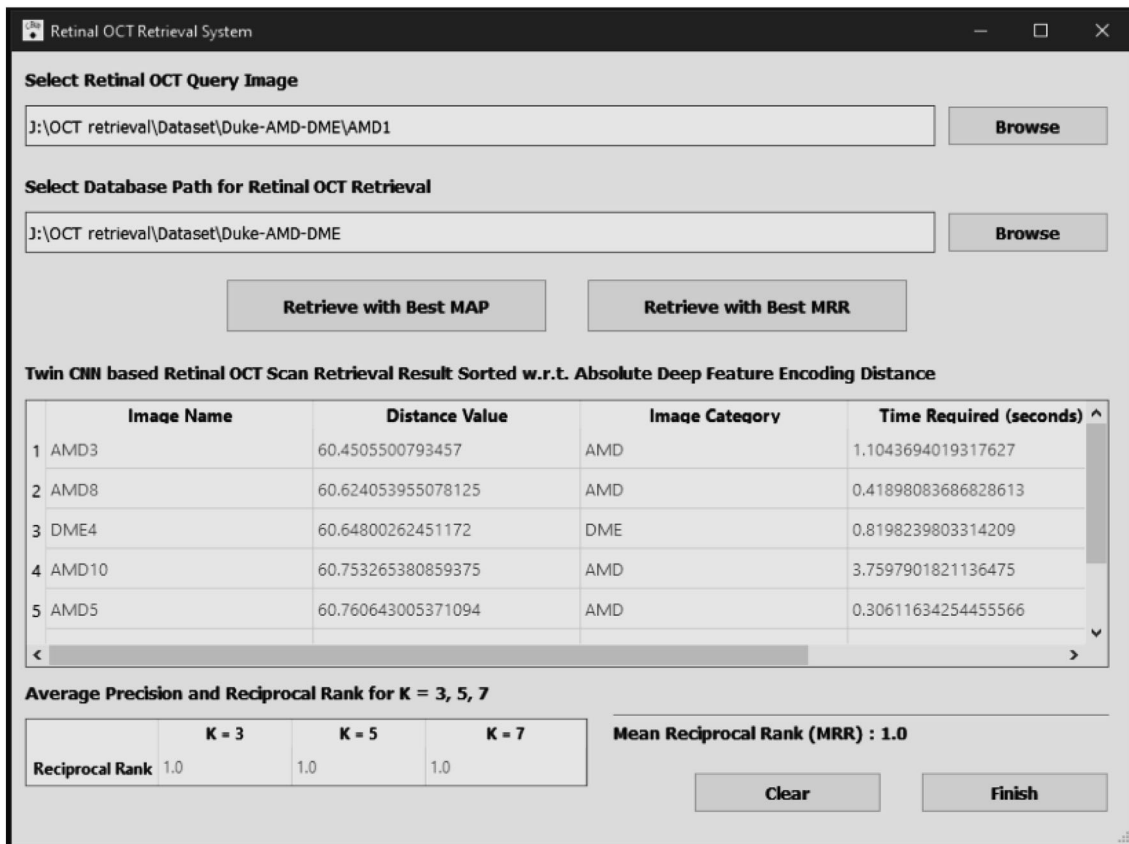 Retinal OCT Retrieval System
Select Retinal OCT Query Image
J:\OCT retrieval\Dataset\Duke-AMD-DME\AMD1
Browse
Select Database Path for Retinal OCT Retrieval
J:\OCT retrieval\Dataset\Duke-AMD-DME
Browse
Retrieve with Best MAP Retrieve with Best MRR
Twin CNN based Retinal OCT Scan Retrieval Result Sorted w.r.t. Absolute Deep Feature Encoding Distance
Image Name Distance Value Image Category Time Required (seconds)
1 AMD3 60.4505500793457 AMD 1.1043694019317627
2 AMD8 60.624053955078125 AMD 0.41898083686828613
3 DME4 60.64800262451172 DME 0.8198239803314209
4 AMD10 60.753265380859375 AMD 3.7597901821136475
5 AMD5 60.760643005371094 AMD 0.30611634254455566
Average Precision and Reciprocal Rank for K = 3, 5, 7
K = 3 K = 5 K = 7
Reciprocal Rank 1.0 1.0 1.0
Mean Reciprocal Rank (MRR) : 1.0
Clear Finish